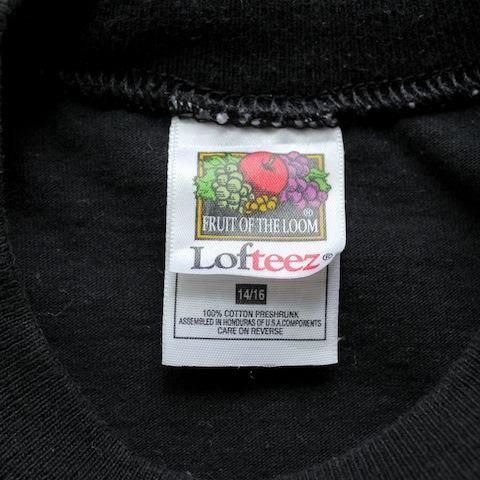 FRUIT OF THE LOOM ®
Lofteez ®
14/16
100% COTTON PRESHRUNK
ASSEMBLED IN HONDURAS OF U.S.A. COMPONENTS
CARE ON REVERSE